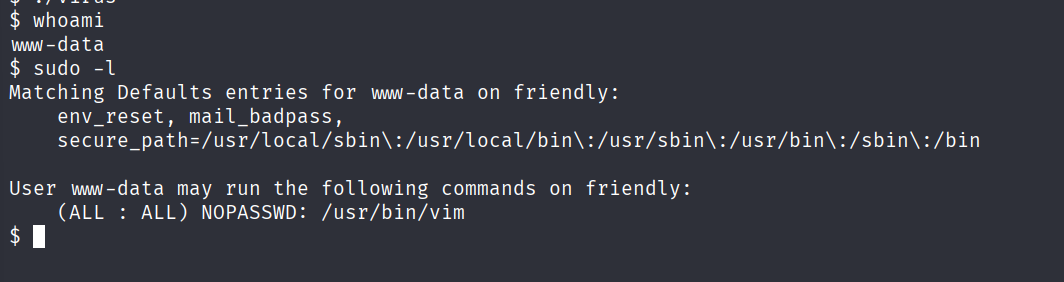 $ ./virus
$ whoami
www-data
$ sudo -l
Matching Defaults entries for www-data on friendly:
    env_reset, mail_badpass,
    secure_path=/usr/local/sbin\:/usr/local/bin\:/usr/sbin\:/usr/bin\:/sbin\:/bin

User www-data may run the following commands on friendly:
    (ALL : ALL) NOPASSWD: /usr/bin/vim
$